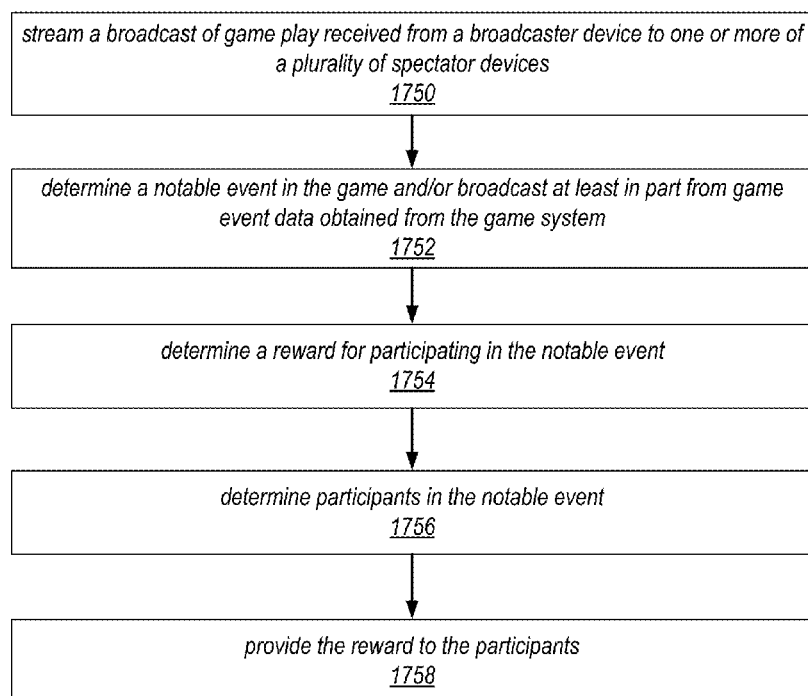 stream a broadcast of game play received from a broadcaster device to one or more of
a plurality of spectator devices
1750
determine a notable event in the game and/or broadcast at least in part from game
event data obtained from the game system
1752
determine a reward for participating in the notable event
1754
determine participants in the notable event
1756
provide the reward to the participants
1758